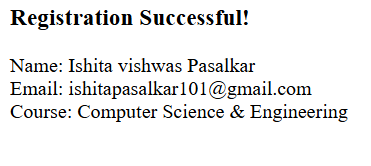 Registration Successful!
Name: Ishita vishwas Pasalkar
Email: ishitapasalkar101@gmail.com
Course: Computer Science & Engineering